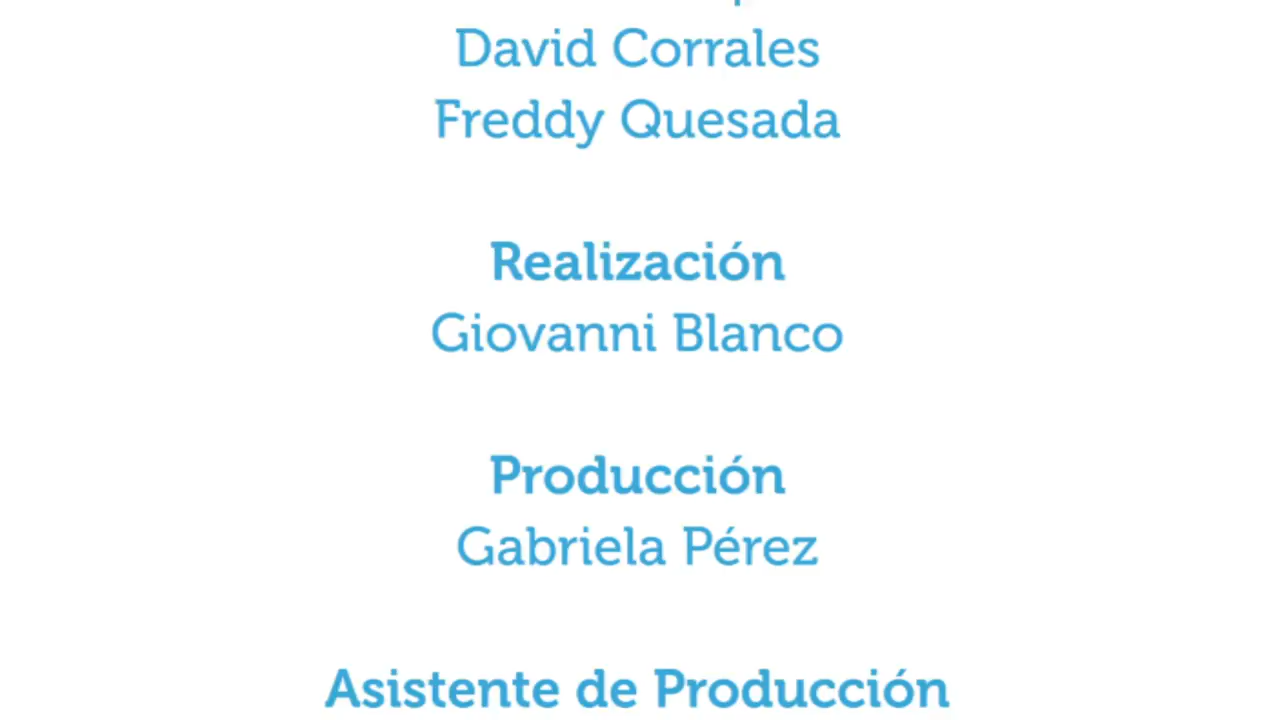 David Corrales
Freddy Quesada
Realización
Giovanni Blanco
Producción
Gabriela Pérez
Asistente de Producción